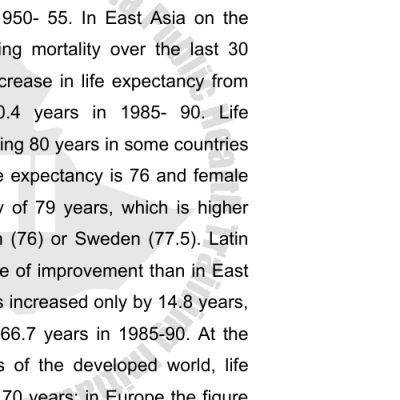 950- 55. In East Asia on the
ing mortality over the last 30
crease in life expectancy from
0.4 years in 1985- 90. Life
ing 80 years in some countries
e expectancy is 76 and female
y of 79 years, which is higher
n (76) or Sweden (77.5). Latin
e of improvement than in East
s increased only by 14.8 years,
66.7 years in 1985-90. At the
s of the developed world, life
70 years; in Europe the figure
Public Health Training Initia